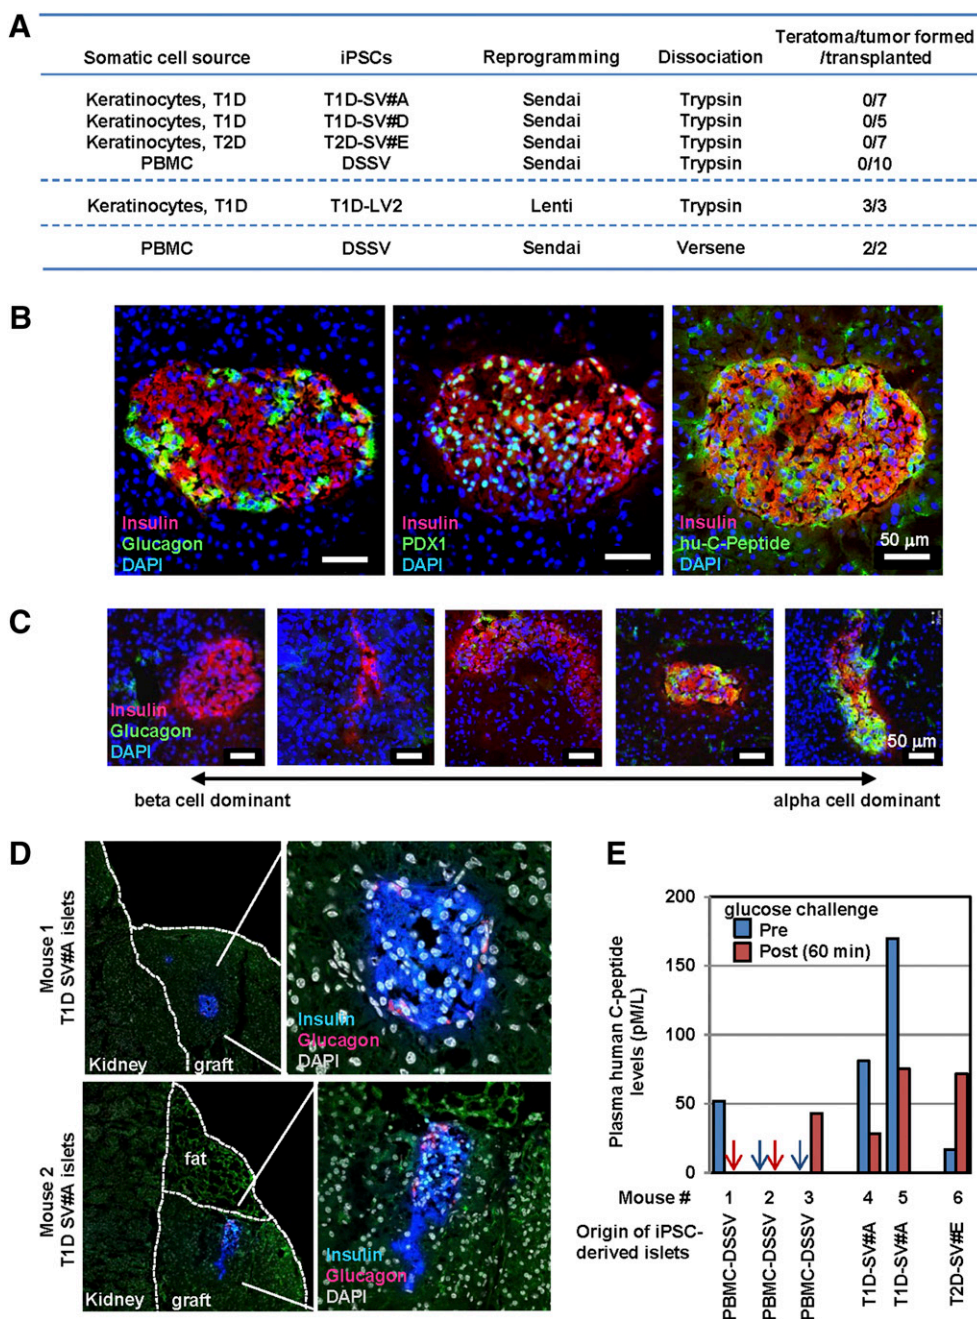 A
Somatic cell source iPSCs Reprogramming Dissociation Teratoma/tumor formed
/transplanted
Keratinocytes, T1D T1D-SV#A Sendai Trypsin 0/7
Keratinocytes, T1D T1D-SV#D Sendai Trypsin 0/5
Keratinocytes, T2D T2D-SV#E Sendai Trypsin 0/7
PBMC DSSV Sendai Trypsin 0/10
Keratinocytes, T1D T1D-LV2 Lenti Trypsin 3/3
PBMC DSSV Sendai Versene 2/2
B
Insulin
Glucagon
DAPI
Insulin
PDX1
DAPI
Insulin
hu-C-Peptide
DAPI
50 μm
C
Insulin
Glucagon
DAPI
50 μm
beta cell dominant alpha cell dominant
D
Mouse 1
T1D SV#A islets
Kidney graft
Insulin
Glucagon
DAPI
Mouse 2
T1D SV#A islets
fat
Kidney graft
Insulin
Glucagon
DAPI
E
Plasma human C-peptide
levels (pM/L)
200
150
100
50
0
glucose challenge
Pre
Post (60 min)
Mouse # 1 2 3 4 5 6
Origin of iPSC-
derived islets
PBMC-DSSV
PBMC-DSSV
PBMC-DSSV
T1D-SV#A
T1D-SV#A
T2D-SV#E